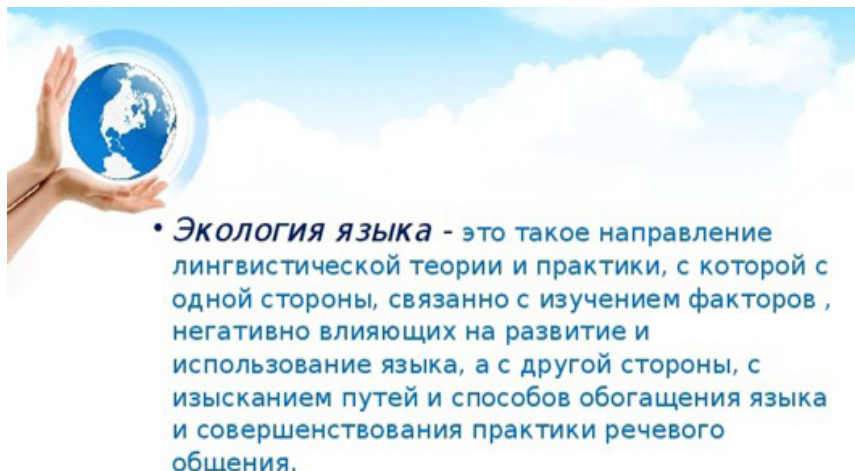 • Экология языка - это такое направление
лингвистической теории и практики, с которой с
одной стороны, связанно с изучением факторов ,
негативно влияющих на развитие и
использование языка, а с другой стороны, с
изысканием путей и способов обогащения языка
и совершенствования практики речевого
общения.